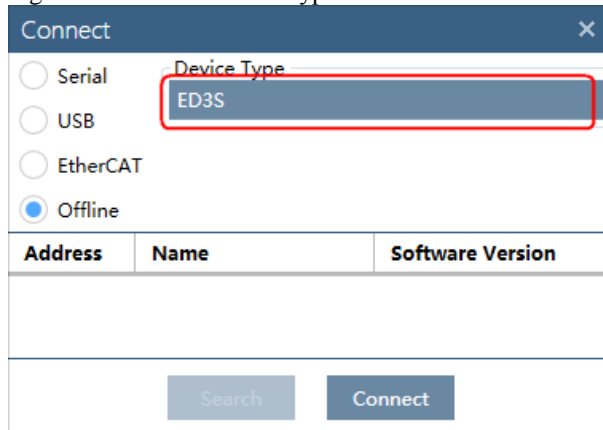 Connect
Serial
Device Type
ED3S
USB
EtherCAT
Offline
Address Name Software Version
Search Connect